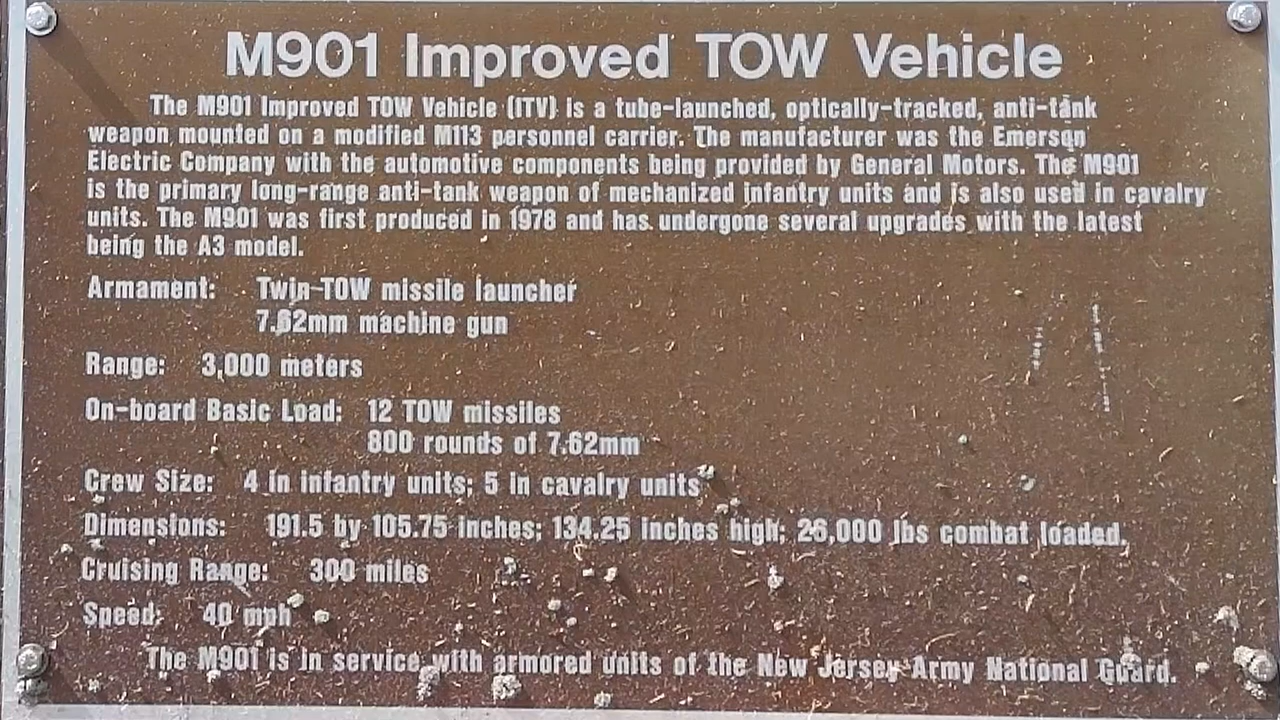 M901 Improved TOW Vehicle
The M901 Improved TOW Vehicle (ITV) is a tube-launched, optically-tracked, anti-tank
weapon mounted on a modified M113 personnel carrier. The manufacturer was the Emerson
Electric Company with the automotive components being provided by General Motors. The M901
is the primary long-range anti-tank weapon of mechanized infantry units and is also used in cavalry
units. The M901 was first produced in 1978 and has undergone several upgrades with the latest
being the A3 model.
Armament: Twin-TOW missile launcher
7.62mm machine gun
Range: 3,000 meters
On-board Basic Load: 12 TOW missiles
800 rounds of 7.62mm
Crew Size: 4 in infantry units; 5 in cavalry units
Dimensions: 191.5 by 105.75 inches; 134.25 inches high; 26,000 lbs combat loaded.
Cruising Range: 300 miles
Speed: 40 mph
The M901 is in service with armored units of the New Jersey Army National Guard.